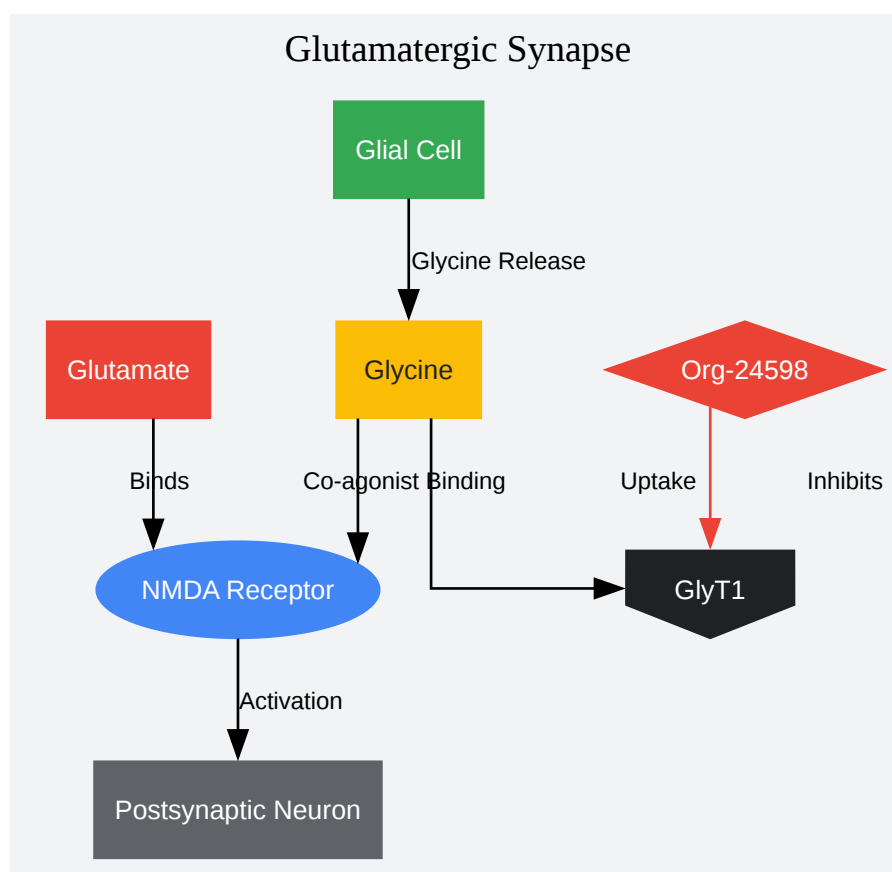 Glutamatergic Synapse
Glial Cell
Glycine Release
Glutamate
Glycine
Org-24598
Binds
Co-agonist Binding
Uptake
Inhibits
NMDA Receptor
GlyT1
Activation
Postsynaptic Neuron